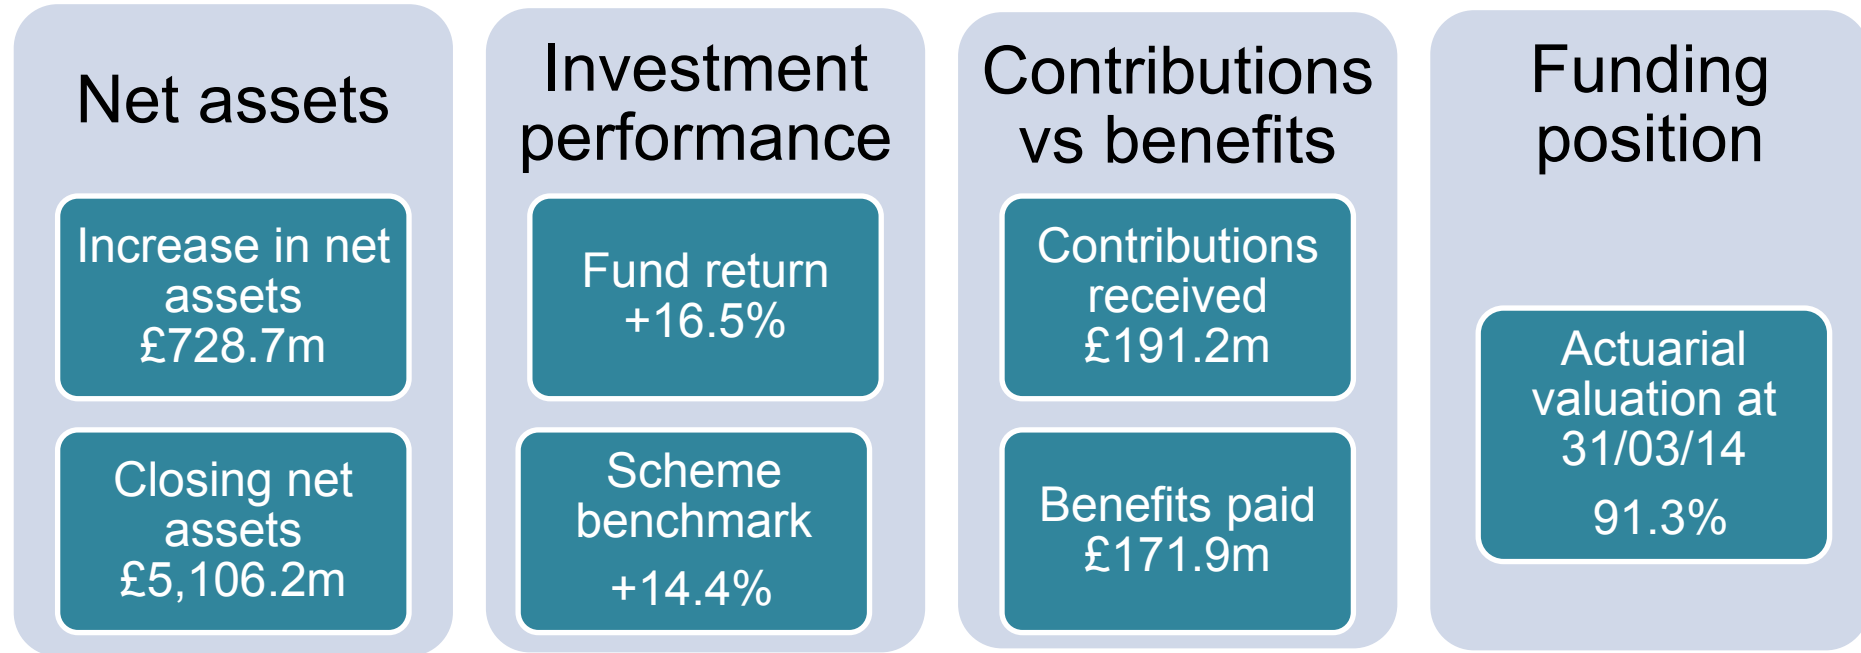 Net assets
Increase in net
assets
£728.7m
Closing net
assets
£5,106.2m
Investment
performance
Fund return
+16.5%
Scheme
benchmark
+14.4%
Contributions
vs benefits
Contributions
received
£191.2m
Benefits paid
£171.9m
Funding
position
Actuarial
valuation at
31/03/14
91.3%